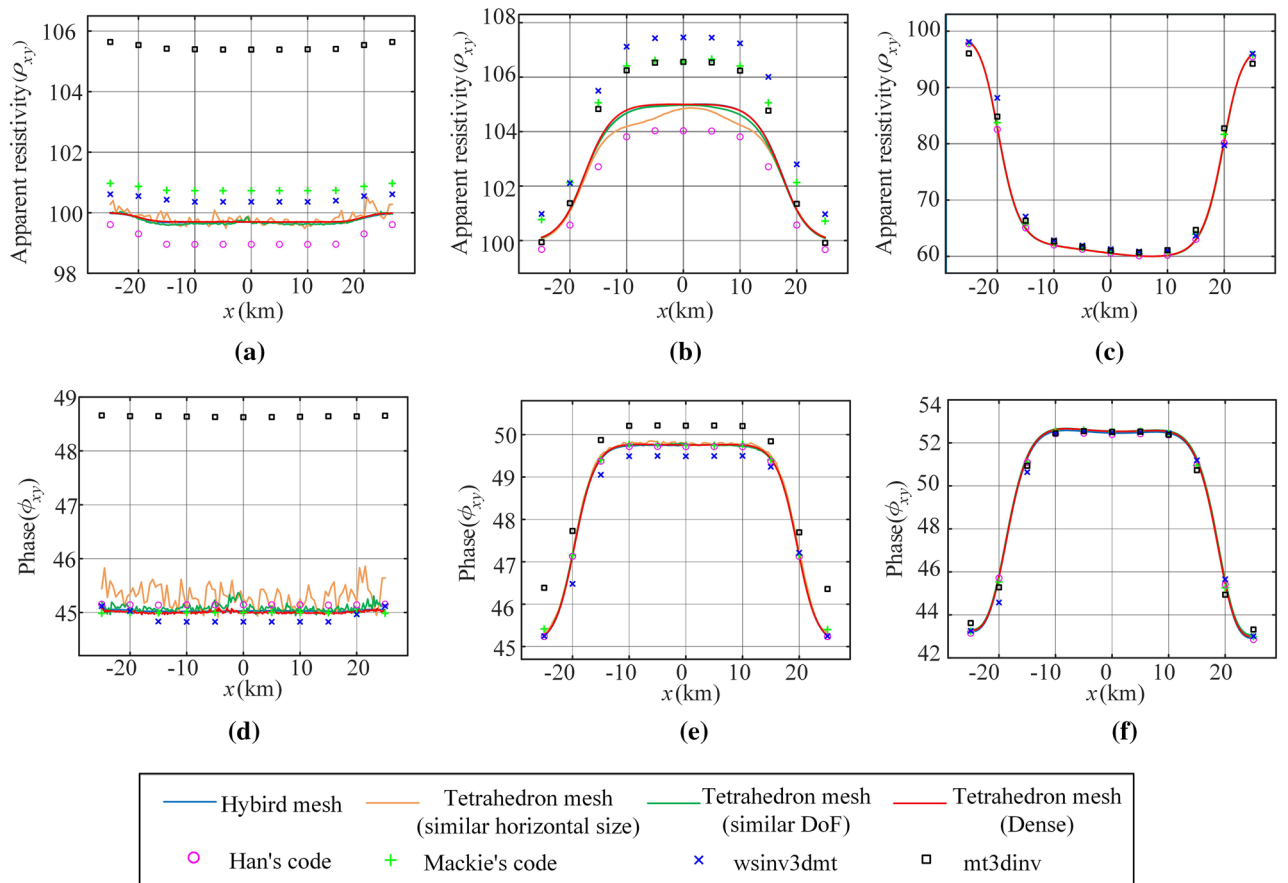 Apparent resistivity(ρxy)
106
104
102
100
98
-20
-10
0
10
20
x(km)
(a)
Apparent resistivity(ρxy)
108
106
104
102
100
-20
-10
0
10
20
x(km)
(b)
Apparent resistivity(ρxy)
100
90
80
70
60
-20
-10
0
10
20
x(km)
(c)
Phase(ϕxy)
49
48
47
46
45
-20
-10
0
10
20
x(km)
(d)
Phase(ϕxy)
50
49
48
47
46
45
-20
-10
0
10
20
x(km)
(e)
Phase(ϕxy)
54
52
50
48
46
44
42
-20
-10
0
10
20
x(km)
(f)
Hybird mesh
Tetrahedron mesh
(similar horizontal size)
Tetrahedron mesh
(similar DoF)
Tetrahedron mesh
(Dense)
Han's code
Mackie's code
wsinv3dmt
mt3dinv